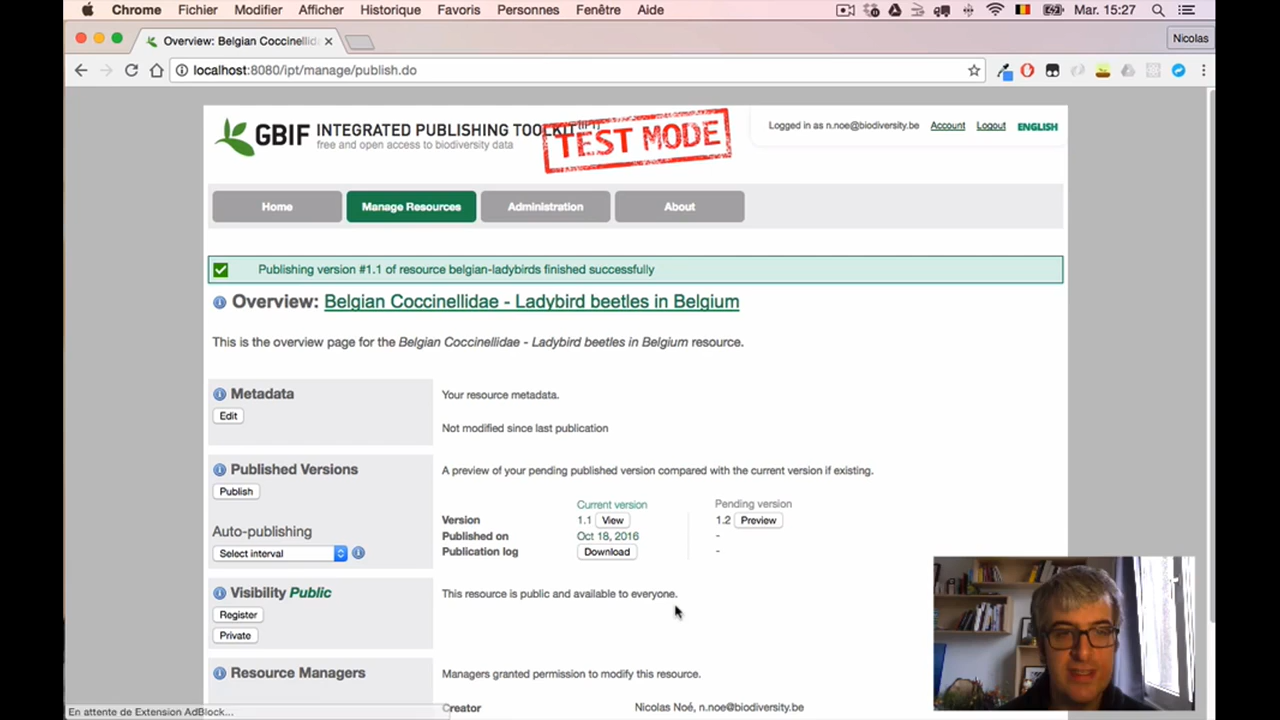 Chrome Fichier Modifier Afficher Historique Favoris Personnes Fenêtre Aide Mar. 15:27
Overview: Belgian Coccinellida Nicolas
localhost:8080/ipt/manage/publish.do
GBIF INTEGRATED PUBLISHING TOOLKIT (IPT)
free and open access to biodiversity data
TEST MODE
Logged in as n.noe@biodiversity.be Account Logout ENGLISH
Home Manage Resources Administration About
Publishing version #1.1 of resource belgian-ladybirds finished successfully
Overview: Belgian Coccinellidae - Ladybird beetles in Belgium
This is the overview page for the Belgian Coccinellidae - Ladybird beetles in Belgium resource.
Metadata Your resource metadata.
Edit
Not modified since last publication
Published Versions A preview of your pending published version compared with the current version if existing.
Publish
Current version Pending version
Version 1.1 View 1.2 Preview
Auto-publishing
Published on Oct 18, 2016 -
Select interval
Publication log Download -
Visibility Public This resource is public and available to everyone.
Register
Private
Resource Managers Managers granted permission to modify this resource.
Creator Nicolas Noé, n.noe@biodiversity.be
En attente de Extension AdBlock...